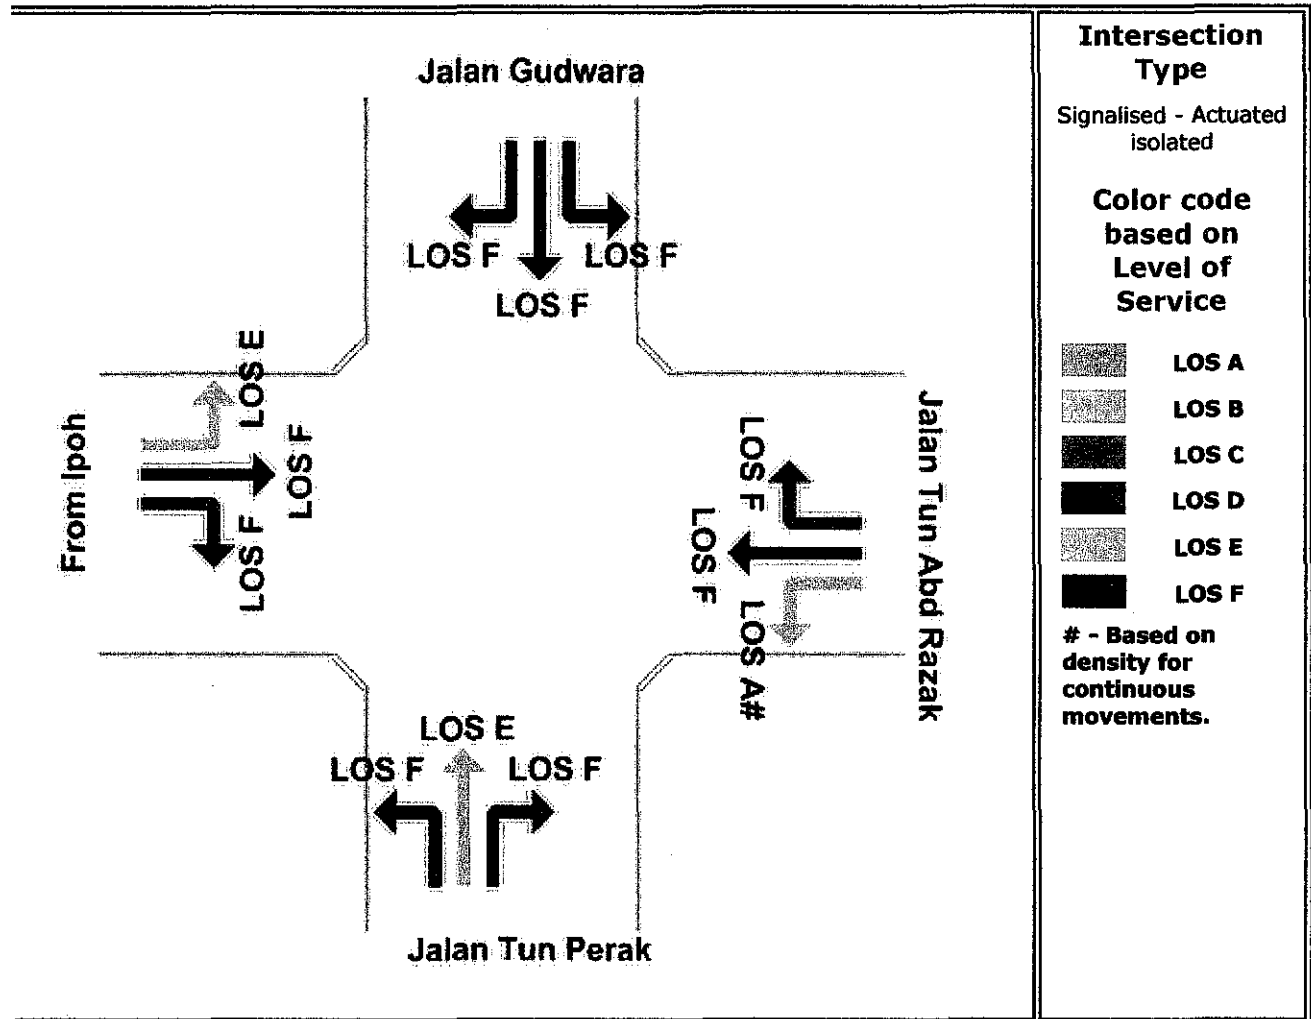 Jalan Gudwara
LOS F
LOS F
LOS F
LOS E
LOS F
LOS F
From Ipoh
LOS F
LOS F
LOS A#
Jalan Tun Abd Razak
LOS E
LOS F
LOS F
Jalan Tun Perak
Intersection
Type
Signalised - Actuated
isolated
Color code
based on
Level of
Service
LOS A
LOS B
LOS C
LOS D
LOS E
LOS F
# - Based on
density for
continuous
movements.